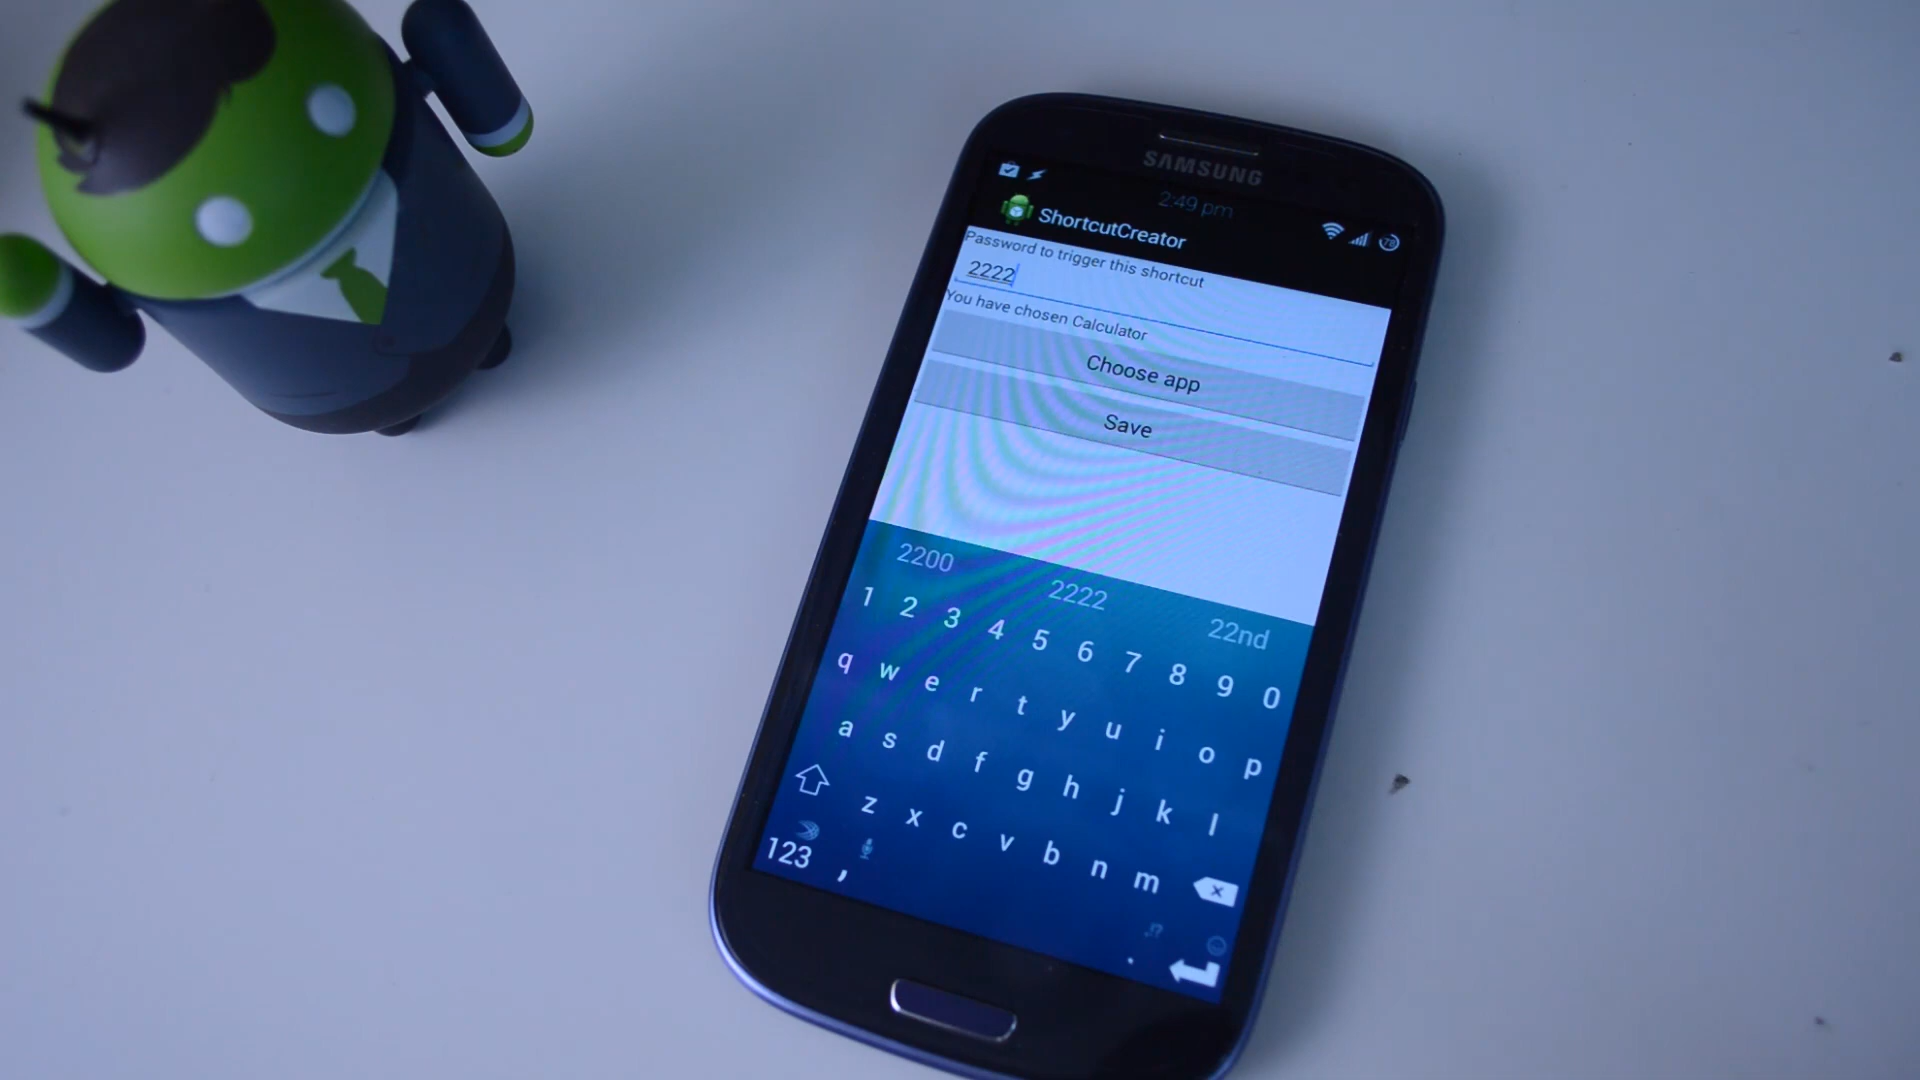 SAMSUNG
2:49 pm
78
ShortcutCreator
Password to trigger this shortcut
2222
You have chosen Calculator
Choose app
Save
2200 2222 22nd
1 2 3 4 5 6 7 8 9 0
q w e r t y u i o p
a s d f g h j k l
z x c v b n m
123 , .
.!?